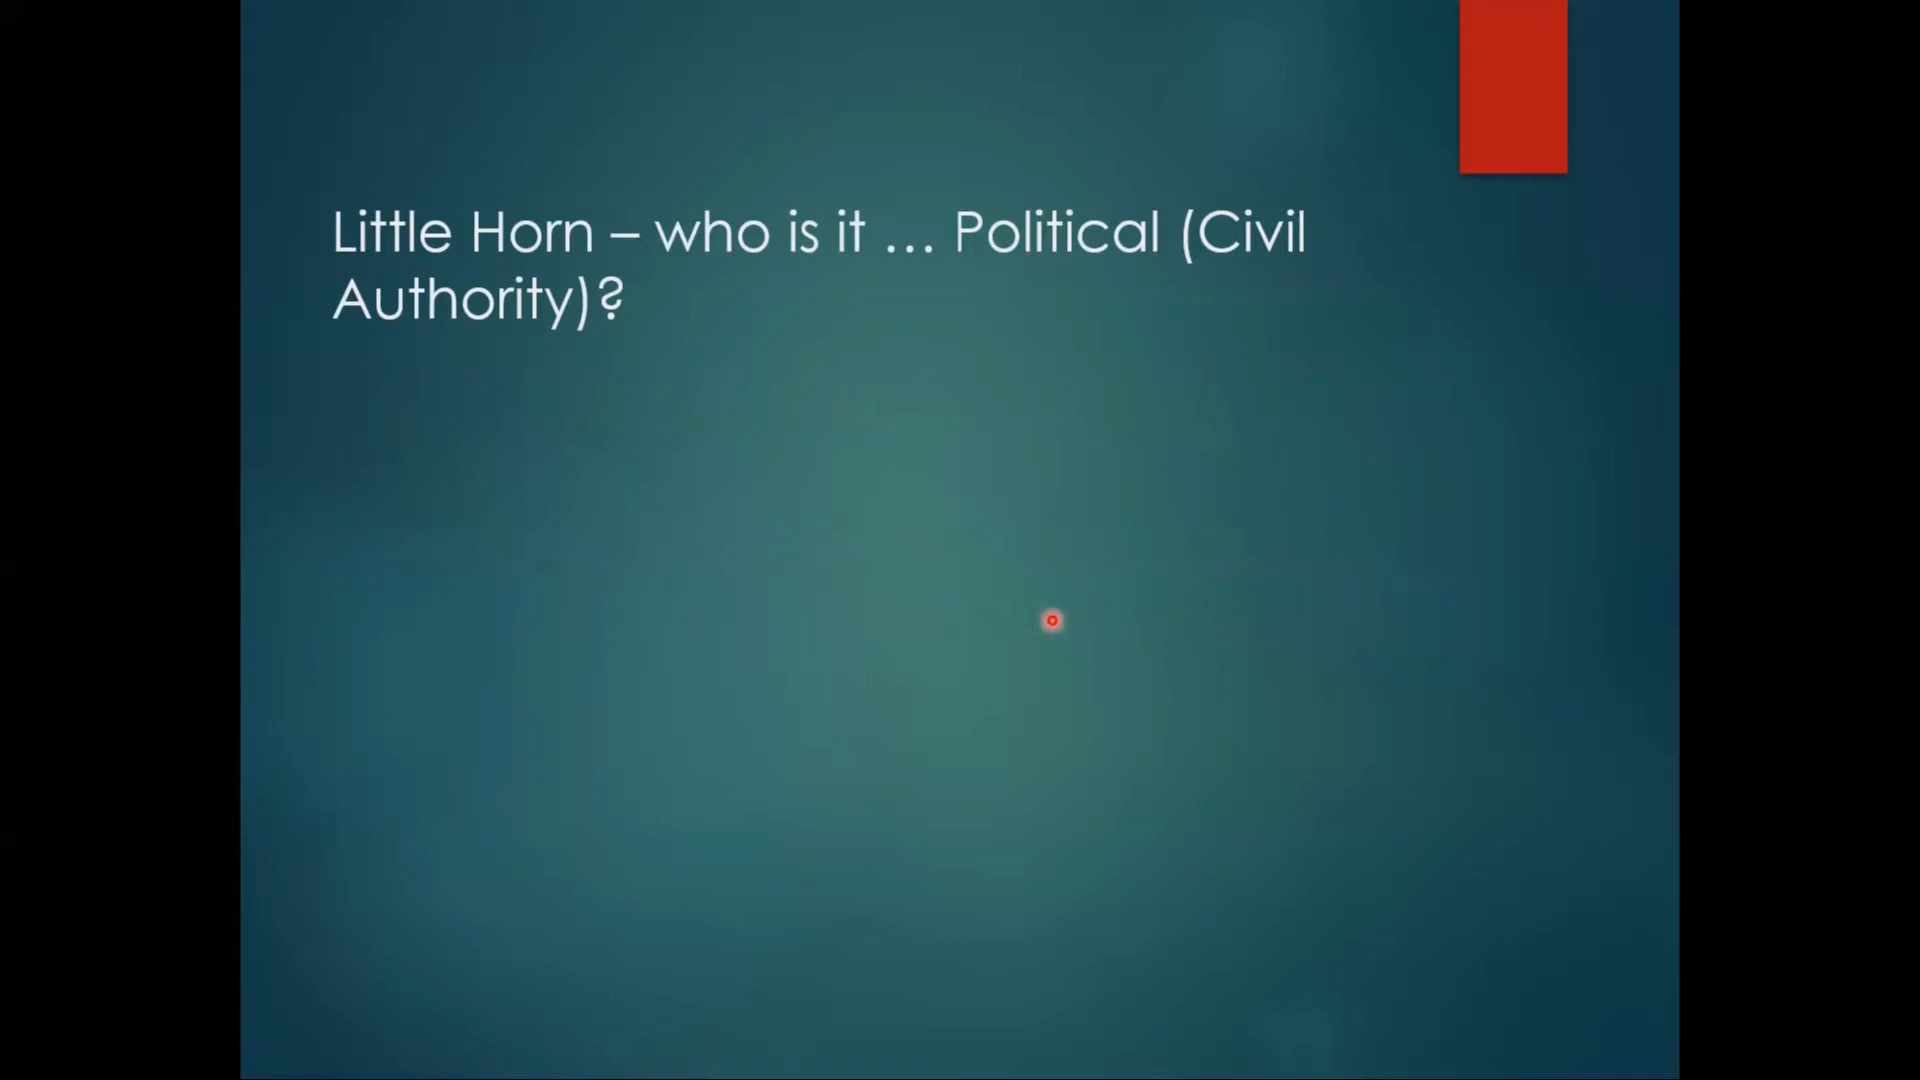 Little Horn – who is it … Political (Civil
Authority)?